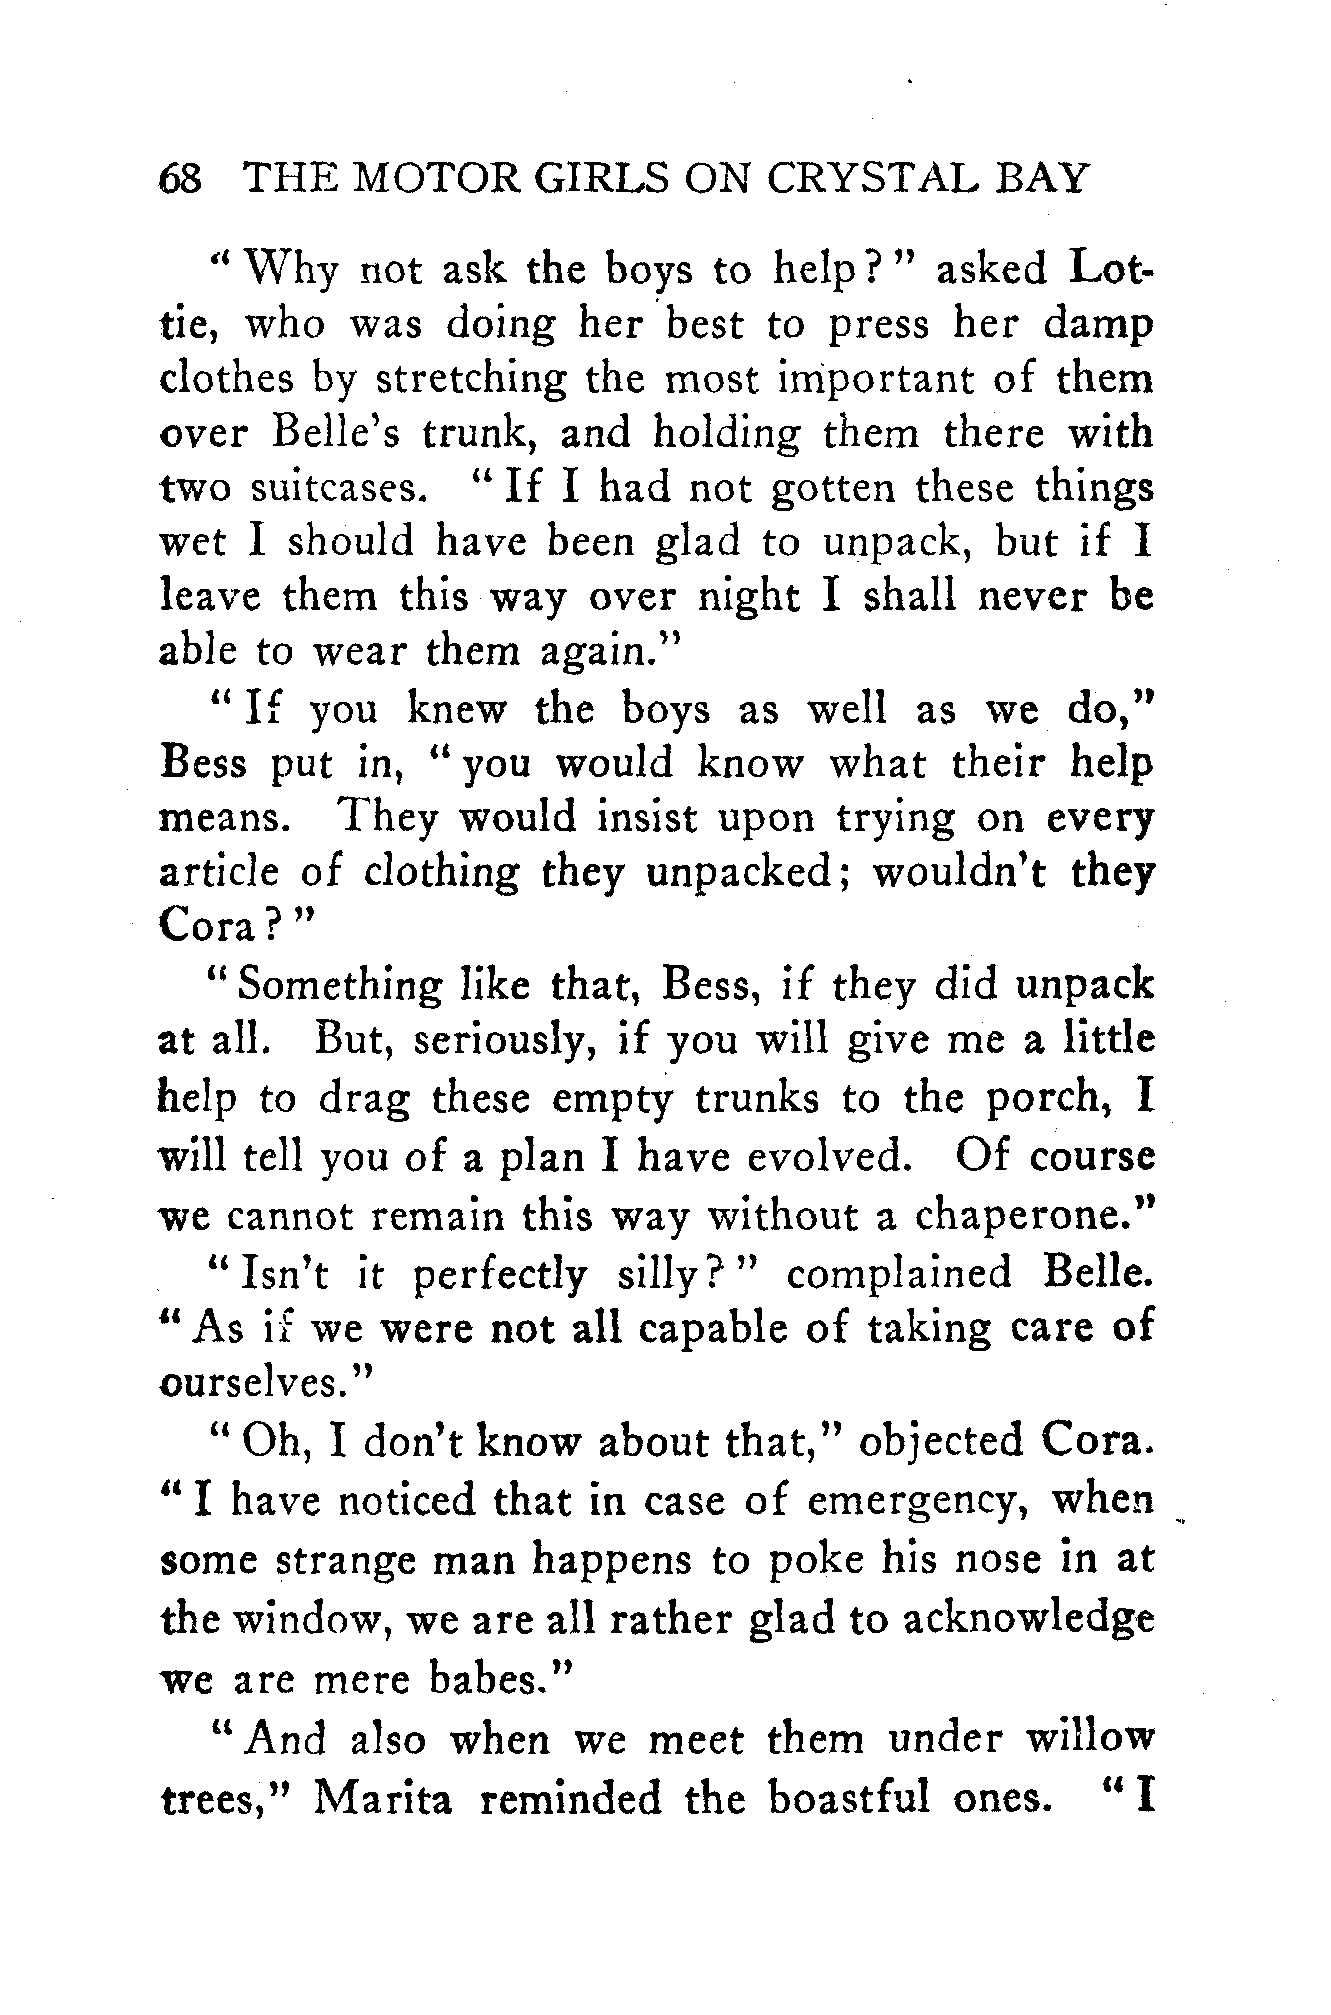 68 THE MOTOR GIRLS ON CRYSTAL BAY
" Why not ask the boys to help ? " asked Lot-
tie, who was doing her best to press her damp
clothes by stretching the most important of them
over Belle's trunk, and holding them there with
two suitcases. " If I had not gotten these things
wet I should have been glad to unpack, but if I
leave them this way over night I shall never be
able to wear them again."
" If you knew the boys as well as we do,"
Bess put in, " you would know what their help
means. They would insist upon trying on every
article of clothing they unpacked ; wouldn't they
Cora ? "
" Something like that, Bess, if they did unpack
at all. But, seriously, if you will give me a little
help to drag these empty trunks to the porch, I
will tell you of a plan I have evolved. Of course
we cannot remain this way without a chaperone."
" Isn't it perfectly silly ? " complained Belle.
" As if we were not all capable of taking care of
ourselves."
" Oh, I don't know about that," objected Cora.
" I have noticed that in case of emergency, when
some strange man happens to poke his nose in at
the window, we are all rather glad to acknowledge
we are mere babes."
" And also when we meet them under willow
trees," Marita reminded the boastful ones. " I